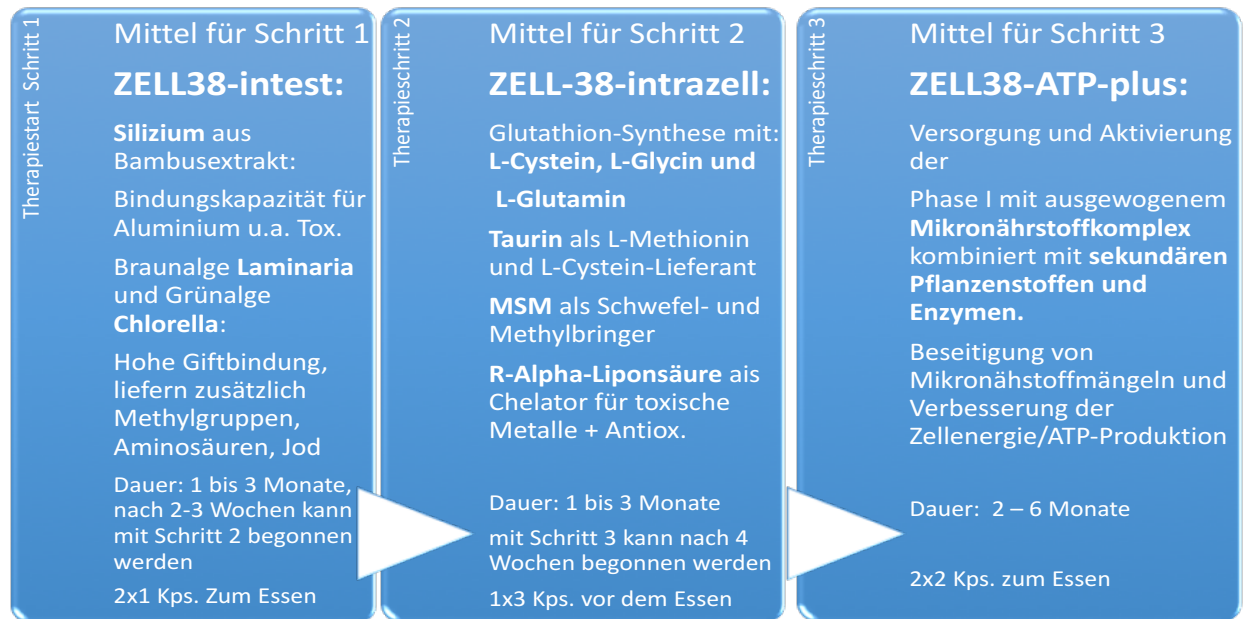 Therapiestart Schritt 1
Mittel für Schritt 1
ZELL38-intest:
Silizium aus
Bambusextrakt:
Bindungskapazität für
Aluminium u.a. Tox.
Braunalge Laminaria
und Grünalge
Chlorella:
Hohe Giftbindung,
liefern zusätzlich
Methylgruppen,
Aminosäuren, Jod
Dauer: 1 bis 3 Monate,
nach 2-3 Wochen kann
mit Schritt 2 begonnen
werden
2x1 Kps. Zum Essen
Therapieschritt 2
Mittel für Schritt 2
ZELL-38-intrazell:
Glutathion-Synthese mit:
L-Cystein, L-Glycin und
L-Glutamin
Taurin als L-Methionin
und L-Cystein-Lieferant
MSM als Schwefel- und
Methylbringer
R-Alpha-Liponsäure ais
Chelator für toxische
Metalle + Antiox.
Dauer: 1 bis 3 Monate
mit Schritt 3 kann nach 4
Wochen begonnen werden
1x3 Kps. vor dem Essen
Therapieschritt 3
Mittel für Schritt 3
ZELL38-ATP-plus:
Versorgung und Aktivierung
der
Phase I mit ausgewogenem
Mikronährstoffkomplex
kombiniert mit sekundären
Pflanzenstoffen und
Enzymen.
Beseitigung von
Mikronähstoffmängeln und
Verbesserung der
Zellenergie/ATP-Produktion
Dauer: 2 – 6 Monate
2x2 Kps. zum Essen